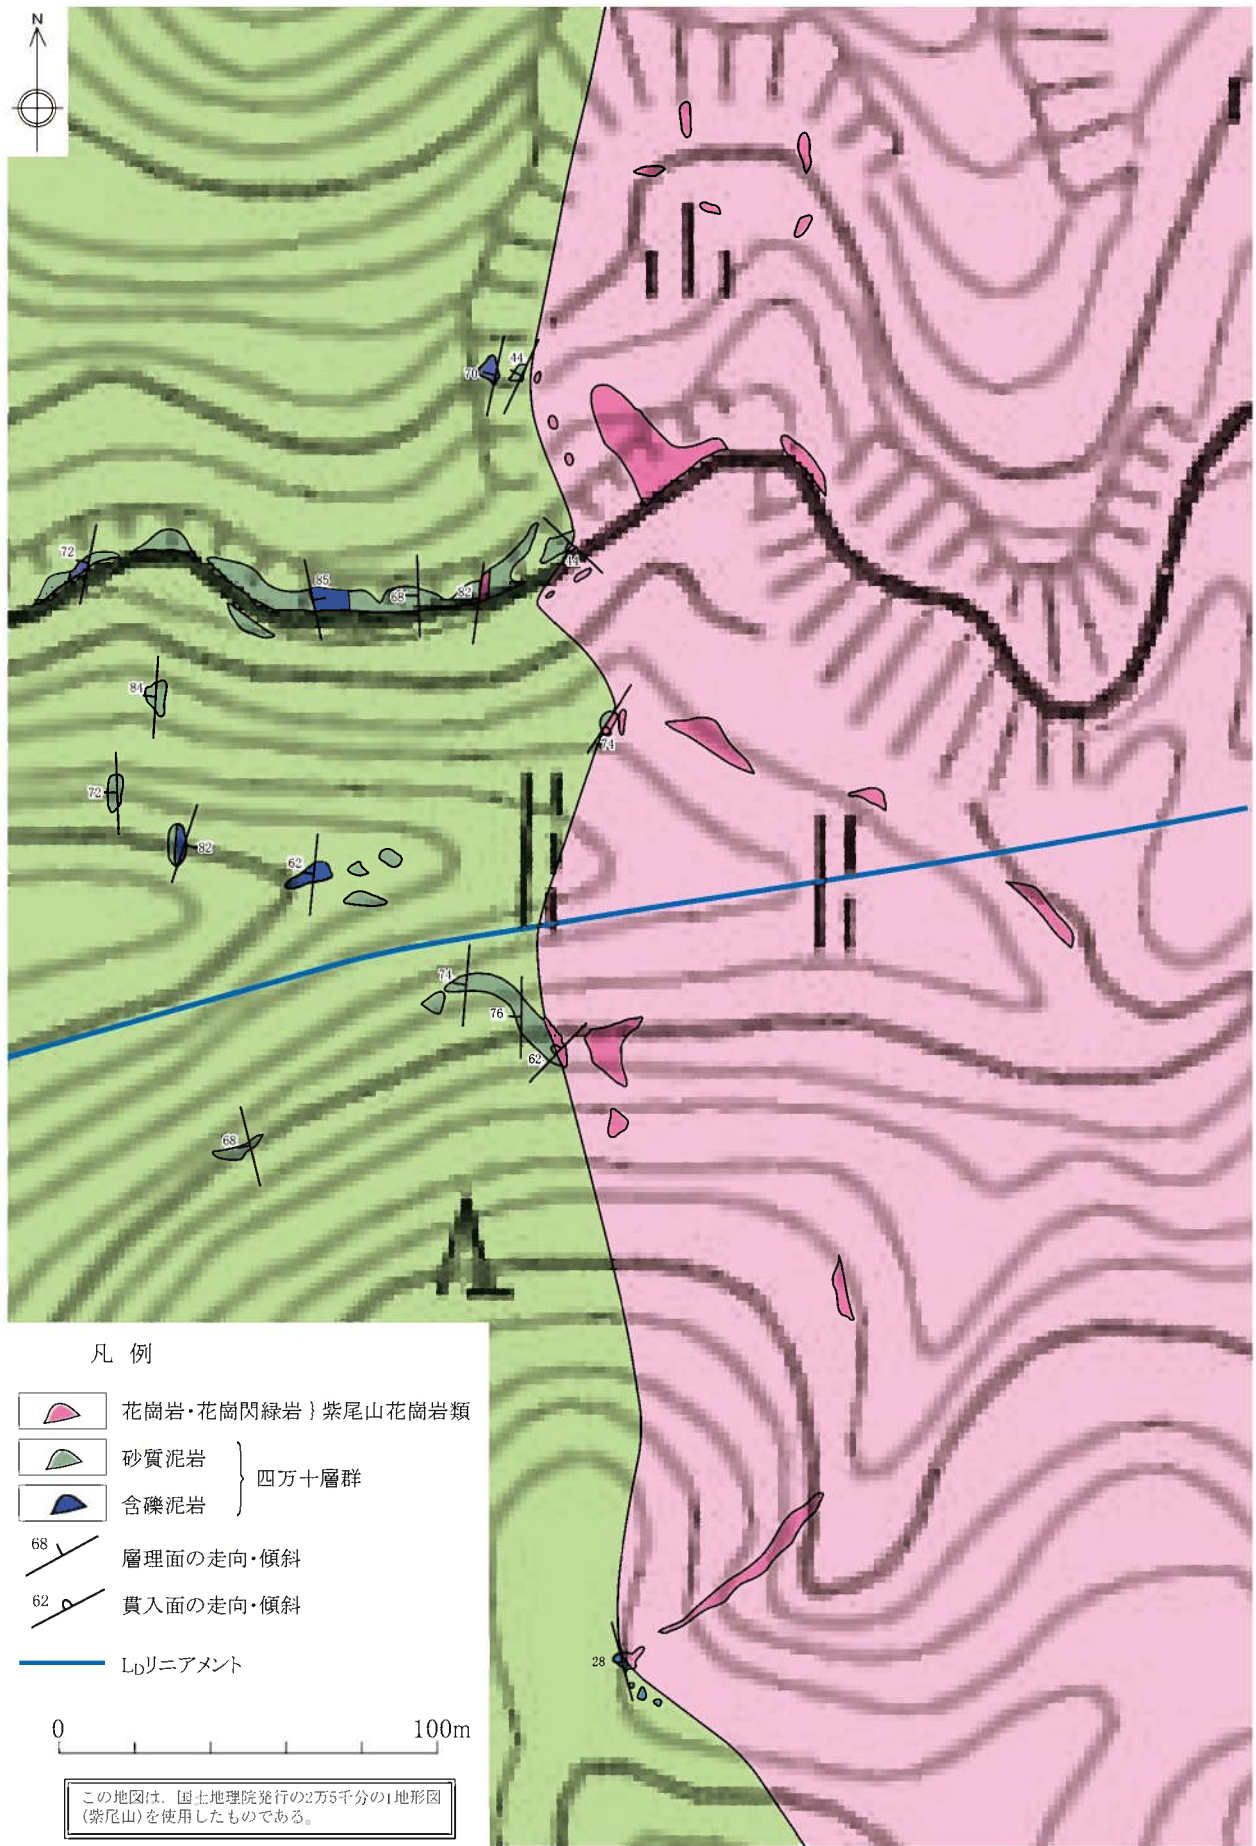 N
70
44
72
85
68
82
44
84
74
72
82
62
74
76
62
68
凡 例
花崗岩・花崗閃緑岩 } 紫尾山花崗岩類
砂質泥岩
四万十層群
含礫泥岩
68
層理面の走向・傾斜
62
貫入面の走向・傾斜
LDリニアメント
28
0 100m
この地図は、国土地理院発行の2万5千分の1地形図
(紫尾山)を使用したものである。